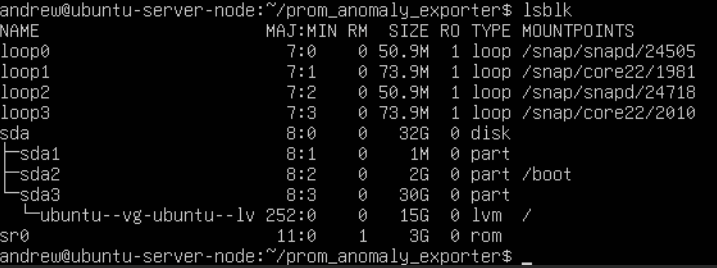 andrew@ubuntu-server-node:~/prom_anomaly_exporter$ lsblk
NAME                      MAJ:MIN RM  SIZE RO TYPE MOUNTPOINTS
loop0                       7:0    0 50.9M  1 loop /snap/snapd/24505
loop1                       7:1    0 73.9M  1 loop /snap/core22/1981
loop2                       7:2    0 50.9M  1 loop /snap/snapd/24718
loop3                       7:3    0 73.9M  1 loop /snap/core22/2010
sda                         8:0    0   32G  0 disk
├─sda1                      8:1    0    1M  0 part
├─sda2                      8:2    0    2G  0 part /boot
└─sda3                      8:3    0   30G  0 part
  └─ubuntu--vg-ubuntu--lv 252:0    0   15G  0 lvm  /
sr0                        11:0    1    3G  0 rom
andrew@ubuntu-server-node:~/prom_anomaly_exporter$ _